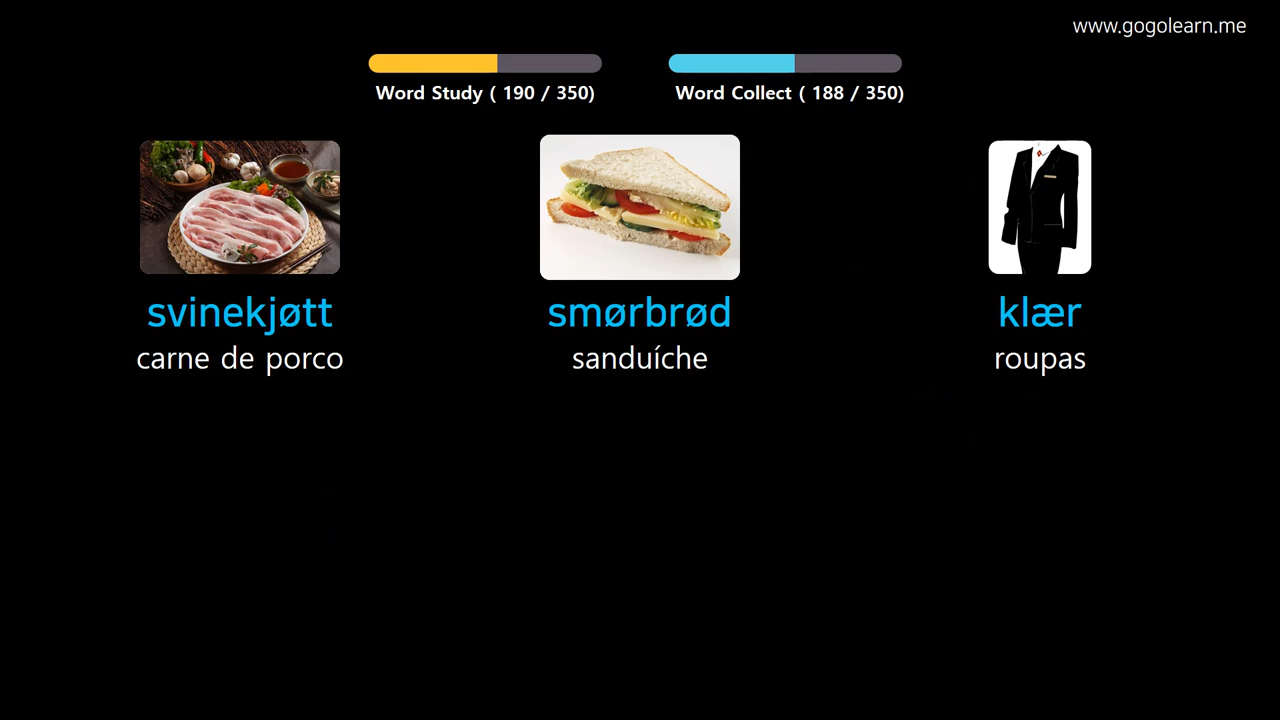 www.gogolearn.me
Word Study ( 190 / 350)
Word Collect ( 188 / 350)
svinekjøtt
carne de porco
smørbrød
sanduíche
klær
roupas